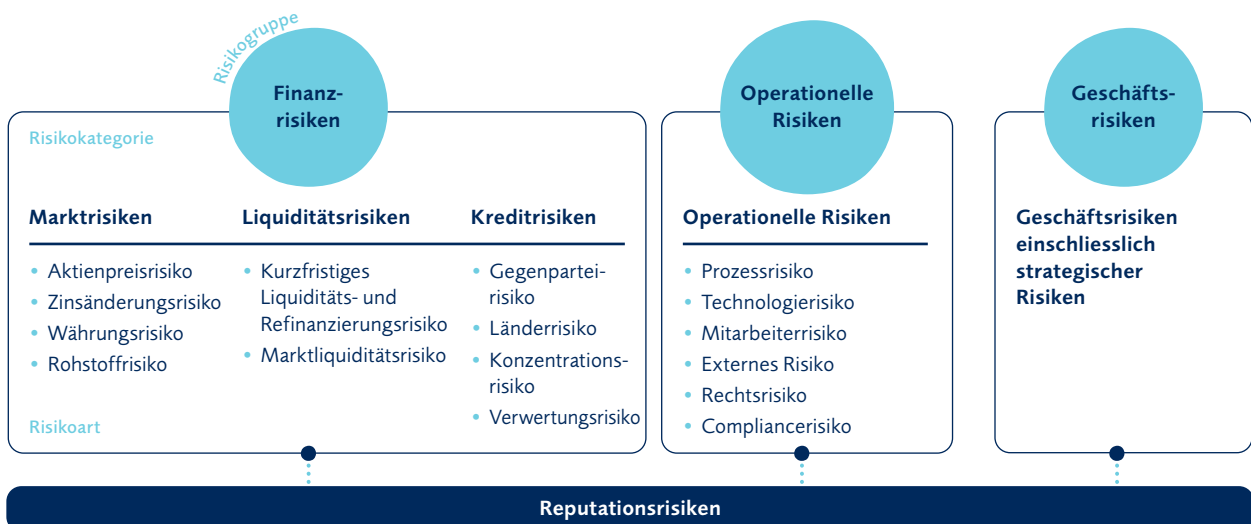 Risikogruppe
Finanz-
risiken
Risikokategorie
Marktrisiken
• Aktienpreisrisiko
• Zinsänderungsrisiko
• Währungsrisiko
• Rohstoffrisiko
Liquiditätsrisiken
• Kurzfristiges
Liquiditäts- und
Refinanzierungsrisiko
• Marktliquiditätsrisiko
Kreditrisiken
• Gegenpartei-
risiko
• Länderrisiko
• Konzentrations-
risiko
• Verwertungsrisiko
Risikoart
Operationelle
Risiken
Operationelle Risiken
• Prozessrisiko
• Technologierisiko
• Mitarbeiterrisiko
• Externes Risiko
• Rechtsrisiko
• Compliancerisiko
Geschäfts-
risiken
Geschäftsrisiken
einschliesslich
strategischer
Risiken
Reputationsrisiken